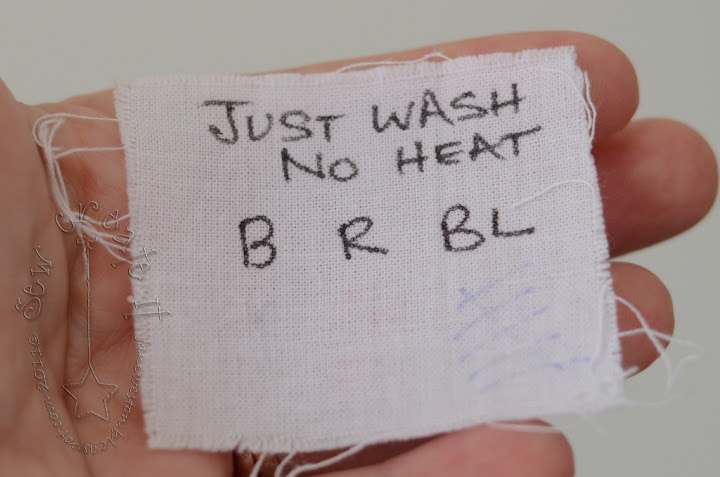 JUST WASH
NO HEAT
B R BL